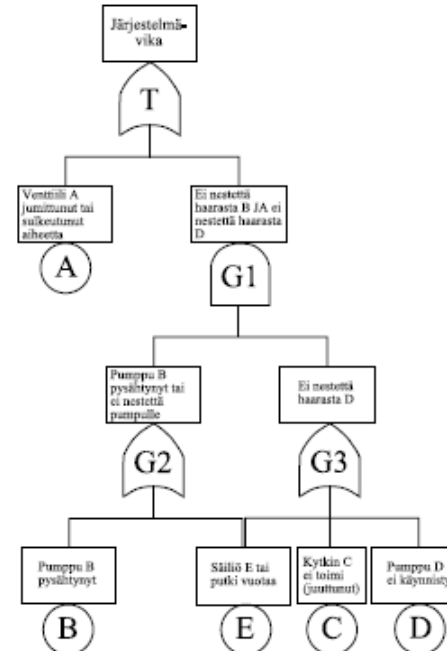 Järjestelmä-
vika
T
Venttiili A
jumittunut tai
sulkeutunut
aiheetta
Ei nestettä
haarasta B JA ei
nestettä haarasta
D
A
G1
Pumppu B
pysähtynyt tai
ei nestettä
pumpulle
Ei nestettä
haarasta D
G2
G3
Pumppu B
pysähtynyt
Säiliö E tai
putki vuotaa
Kytkin C
ei toimi
(juuttunut)
Pumppu D
ei käynnisty
B
E
C
D